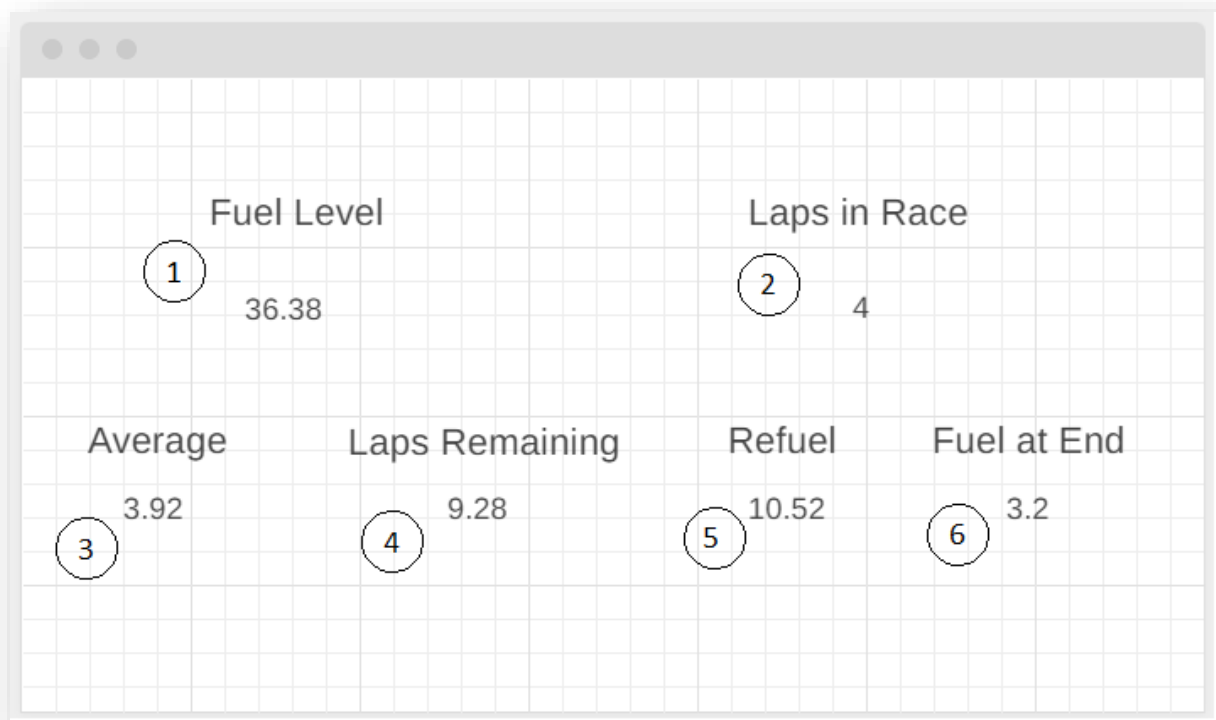 Fuel Level
Laps in Race
1
2
36.38
4
Average
Laps Remaining
Refuel
Fuel at End
3.92
9.28
10.52
3.2
3
4
5
6